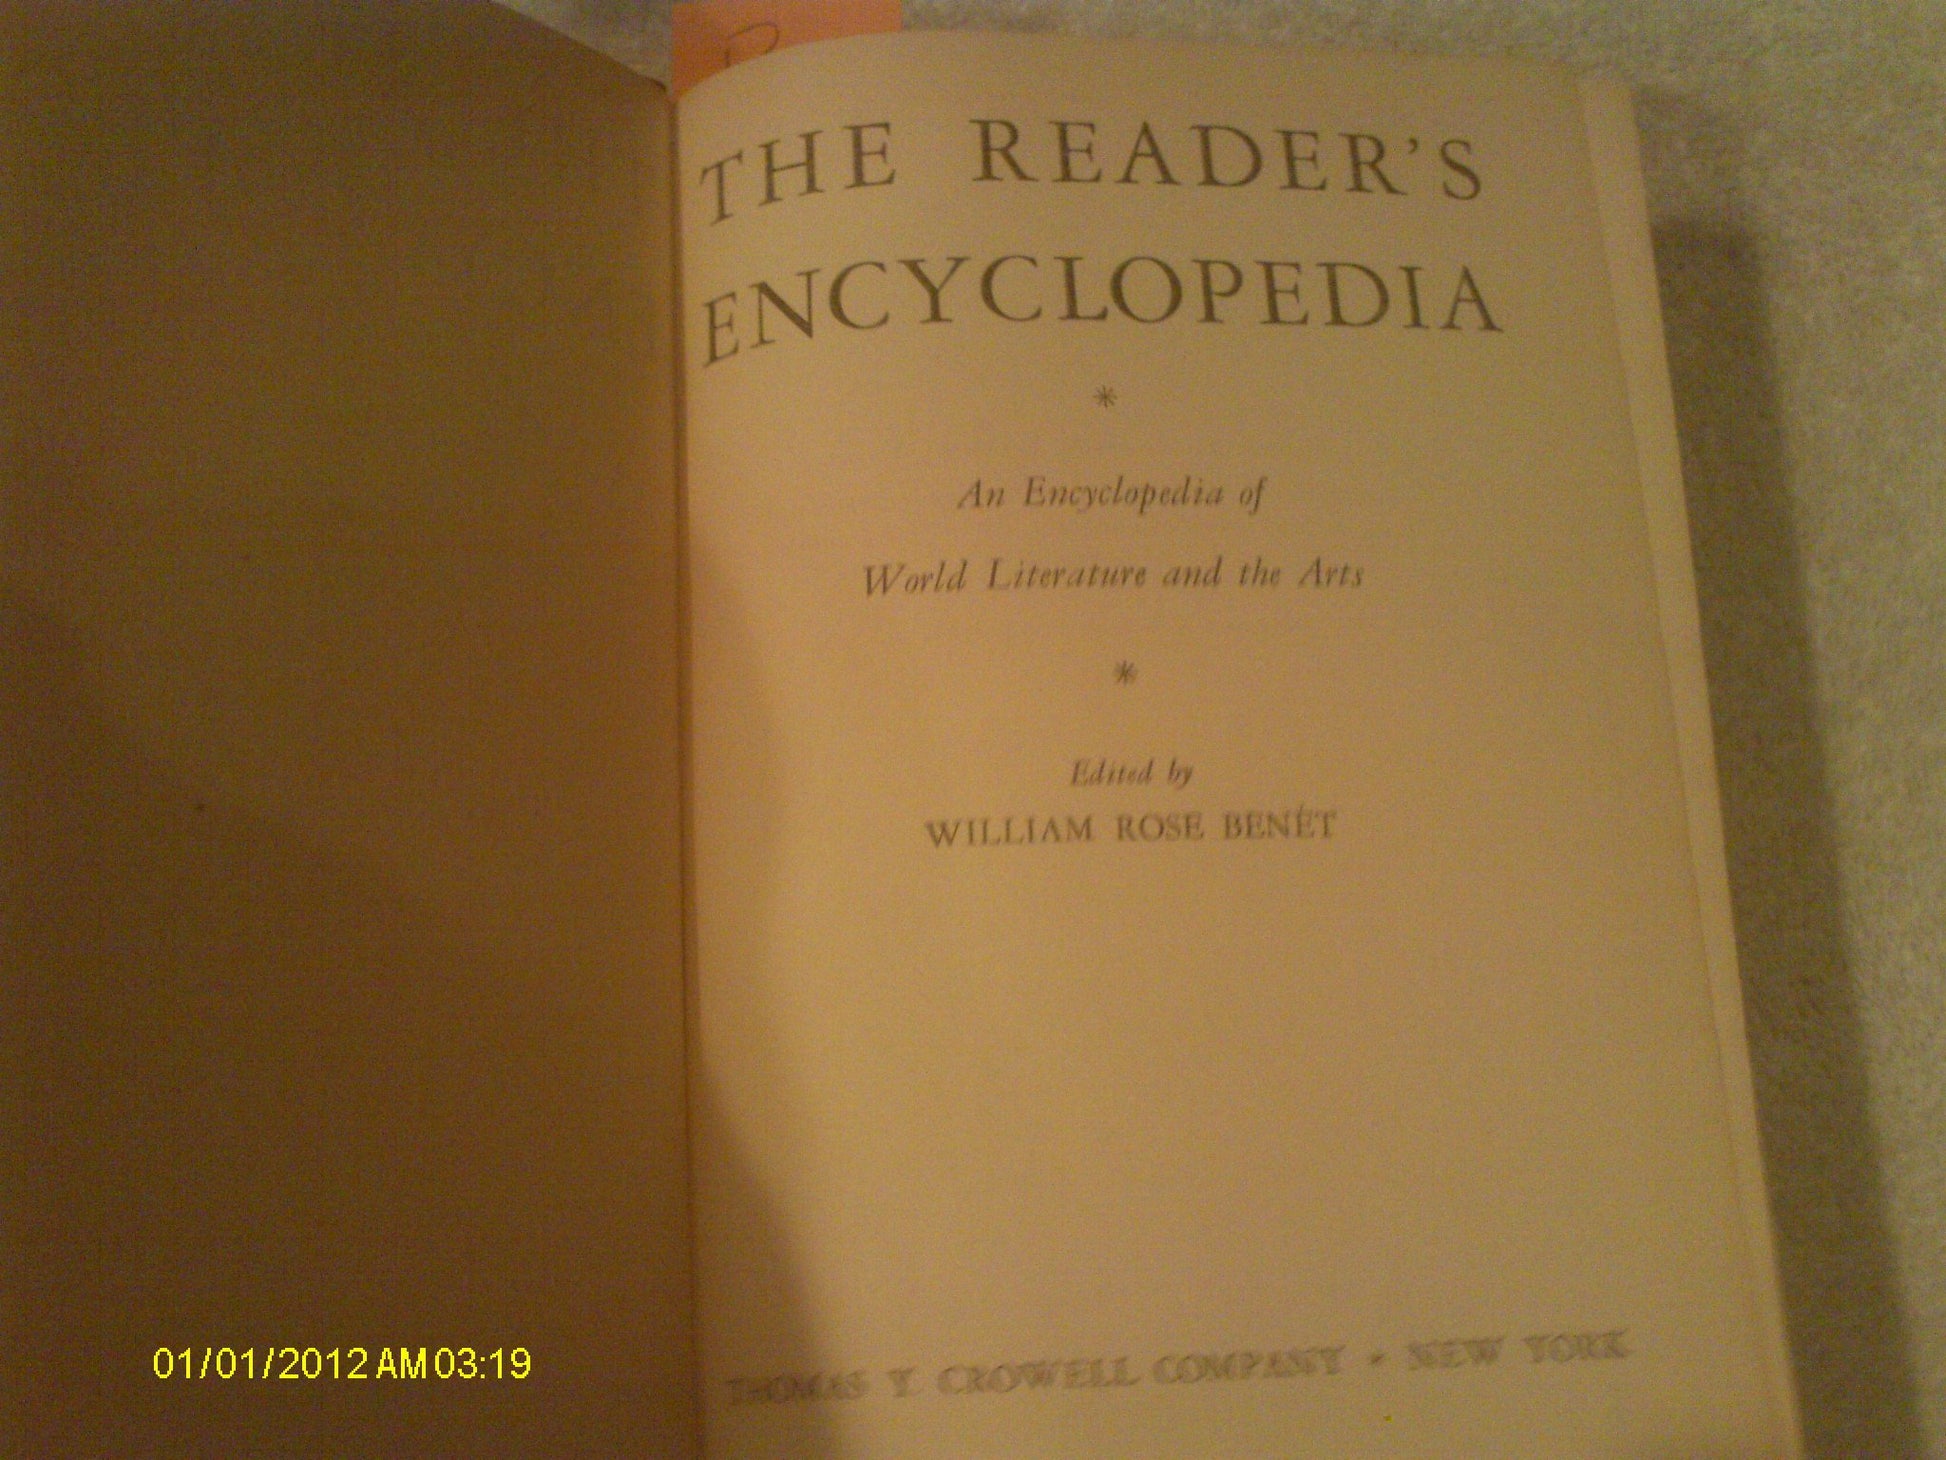 THE READER'S
ENCYCLOPEDIA
*
An Encyclopedia of
World Literature and the Arts
*
Edited by
WILLIAM ROSE BENÉT
THOMAS Y. CROWELL COMPANY • NEW YORK
01/01/2012 AM 03:19